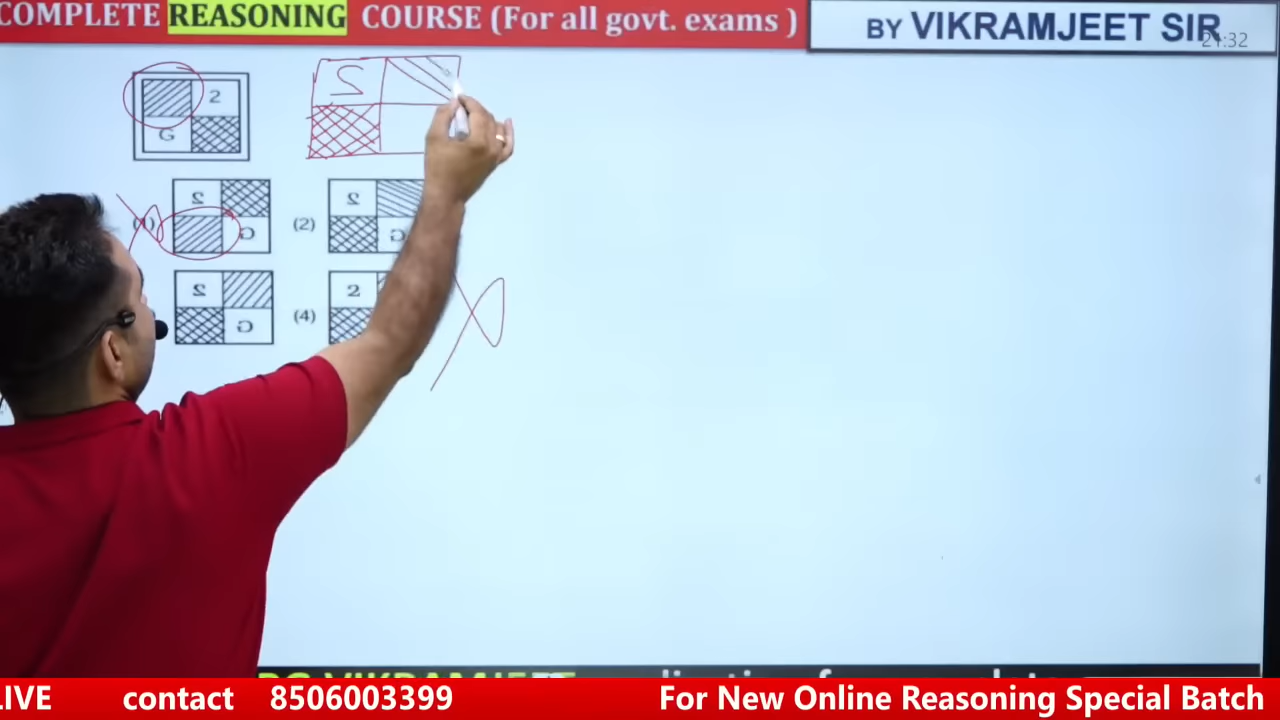 COMPLETE REASONING COURSE (For all govt. exams )
BY VIKRAMJEET SIR
21:32
2
G
2
(1)
2
G
(2)
2
G
2
G
(4)
2
LIVE contact 8506003399 For New Online Reasoning Special Batch